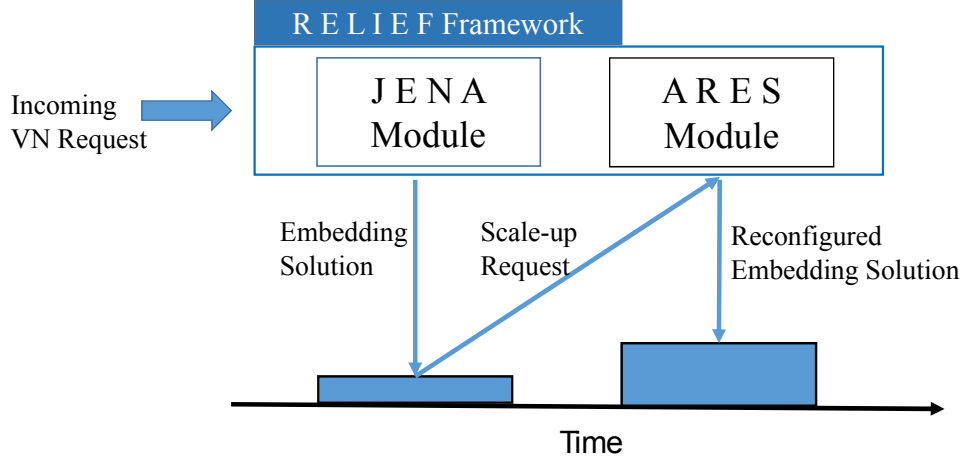 R E L I E F Framework
Incoming
VN Request
J E N A
Module
A R E S
Module
Embedding
Solution
Scale-up
Request
Reconfigured
Embedding Solution
Time